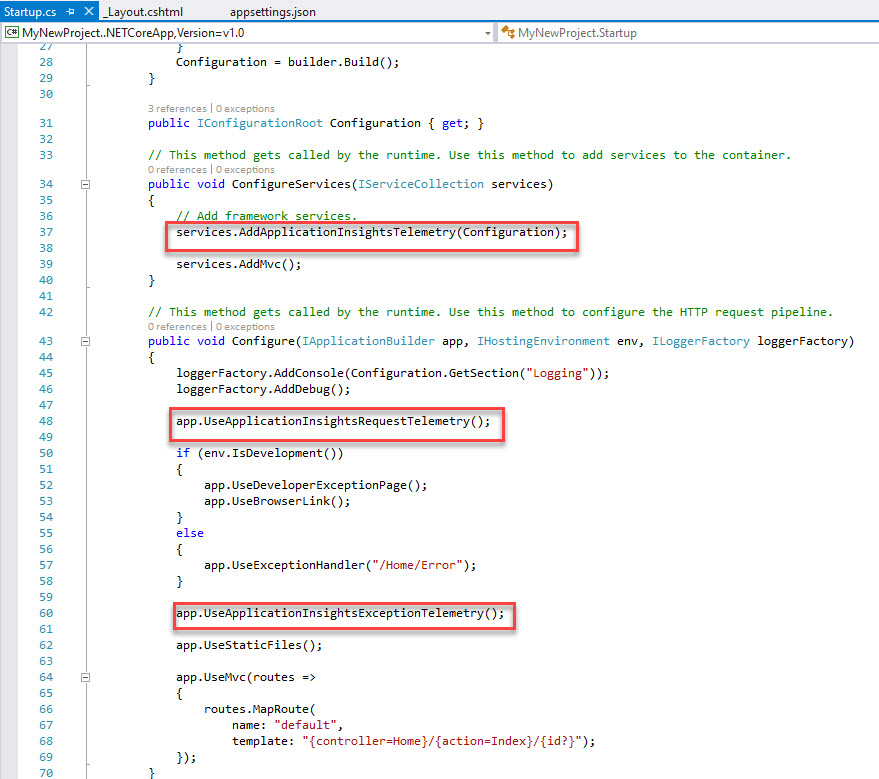 Startup.cs _Layout.cshtml appsettings.json
C# MyNewProject..NETCoreApp,Version=v1.0 MyNewProject.Startup
27 }
28 Configuration = builder.Build();
29 }
30
3 references | 0 exceptions
31 public IConfigurationRoot Configuration { get; }
32
33 // This method gets called by the runtime. Use this method to add services to the container.
0 references | 0 exceptions
34 public void ConfigureServices(IServiceCollection services)
35 {
36 // Add framework services.
37 services.AddApplicationInsightsTelemetry(Configuration);
38
39 services.AddMvc();
40 }
41
42 // This method gets called by the runtime. Use this method to configure the HTTP request pipeline.
0 references | 0 exceptions
43 public void Configure(IApplicationBuilder app, IHostingEnvironment env, ILoggerFactory loggerFactory)
44 {
45 loggerFactory.AddConsole(Configuration.GetSection("Logging"));
46 loggerFactory.AddDebug();
47
48 app.UseApplicationInsightsRequestTelemetry();
49
50 if (env.IsDevelopment())
51 {
52 app.UseDeveloperExceptionPage();
53 app.UseBrowserLink();
54 }
55 else
56 {
57 app.UseExceptionHandler("/Home/Error");
58 }
59
60 app.UseApplicationInsightsExceptionTelemetry();
61
62 app.UseStaticFiles();
63
64 app.UseMvc(routes =>
65 {
66 routes.MapRoute(
67 name: "default",
68 template: "{controller=Home}/{action=Index}/{id?}");
69 });
70 }